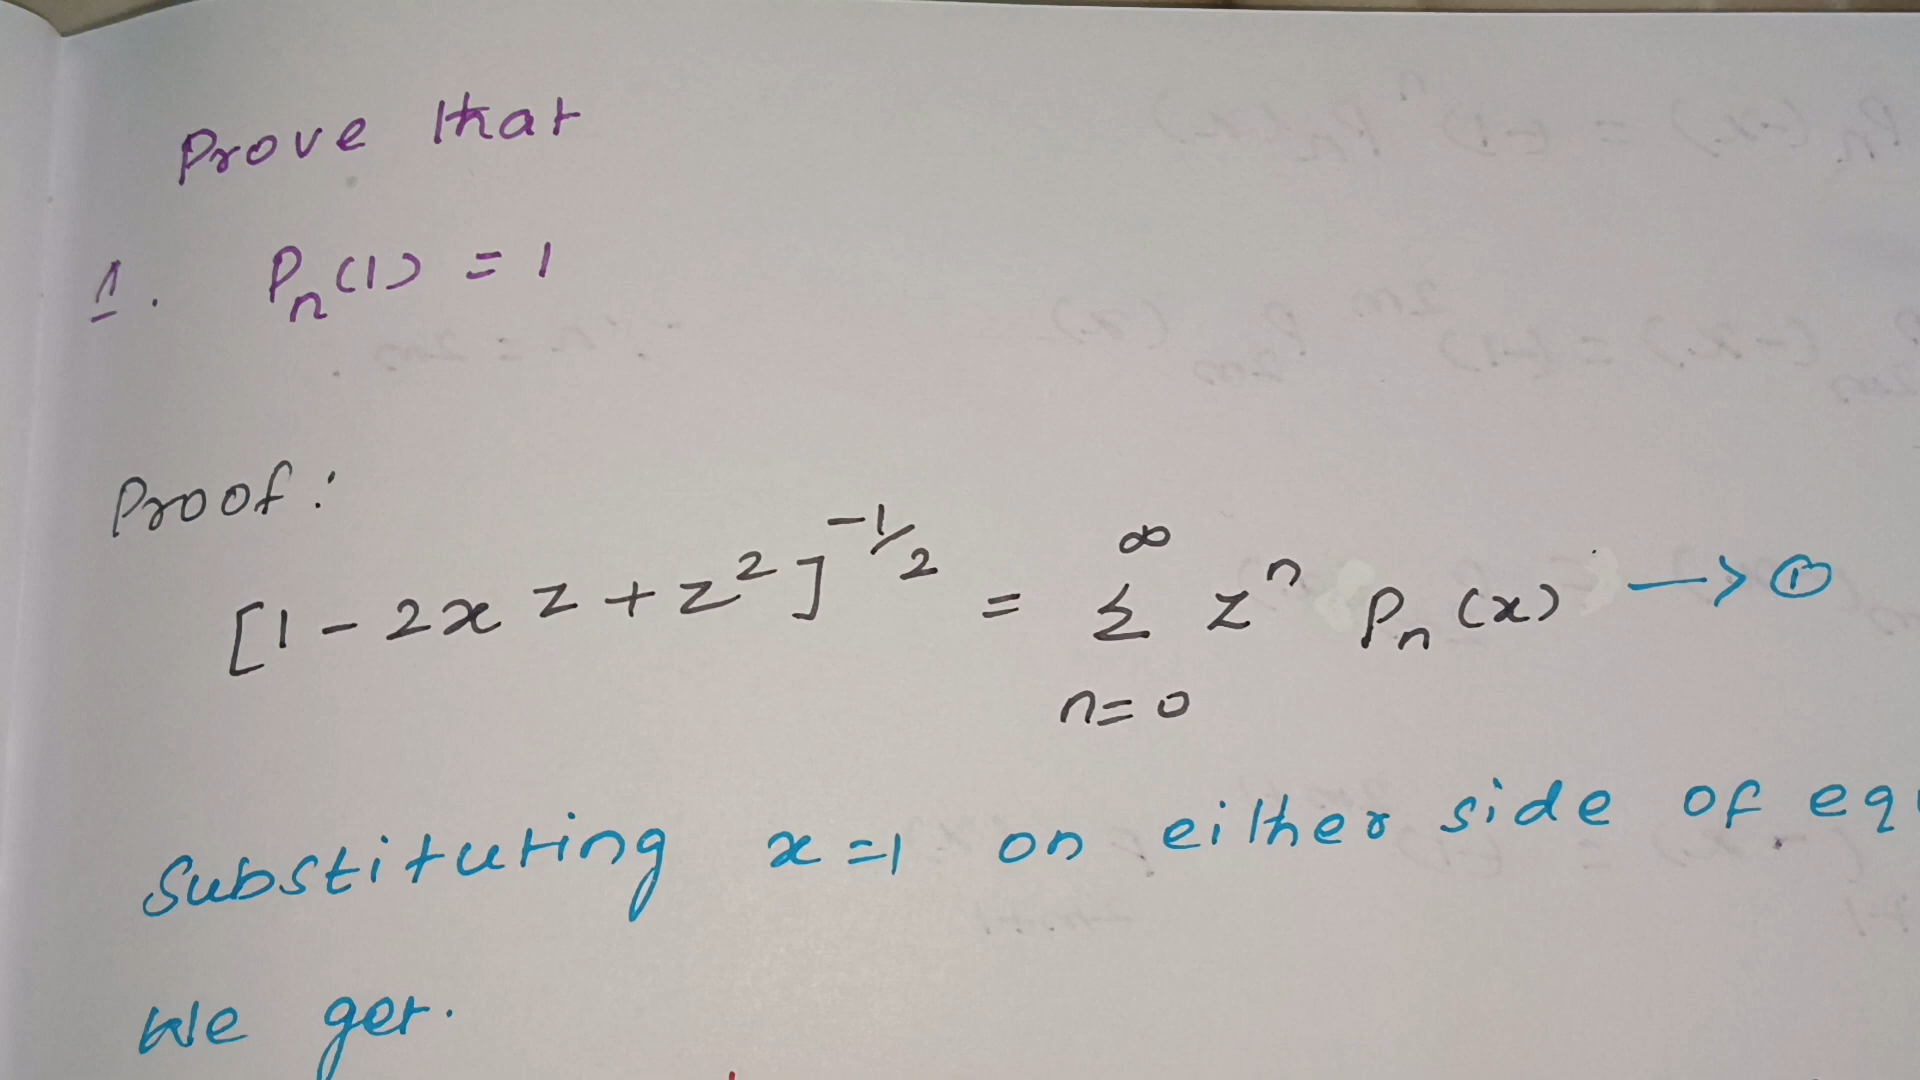 Prove that
1. Pₙ(1) = 1
Proof:
[1 - 2x z + z²]^(-1/2) = ∑_{n=0}^{∞} zⁿ Pₙ(x) → ①
Substituting x=1 on either side of eq
we get.